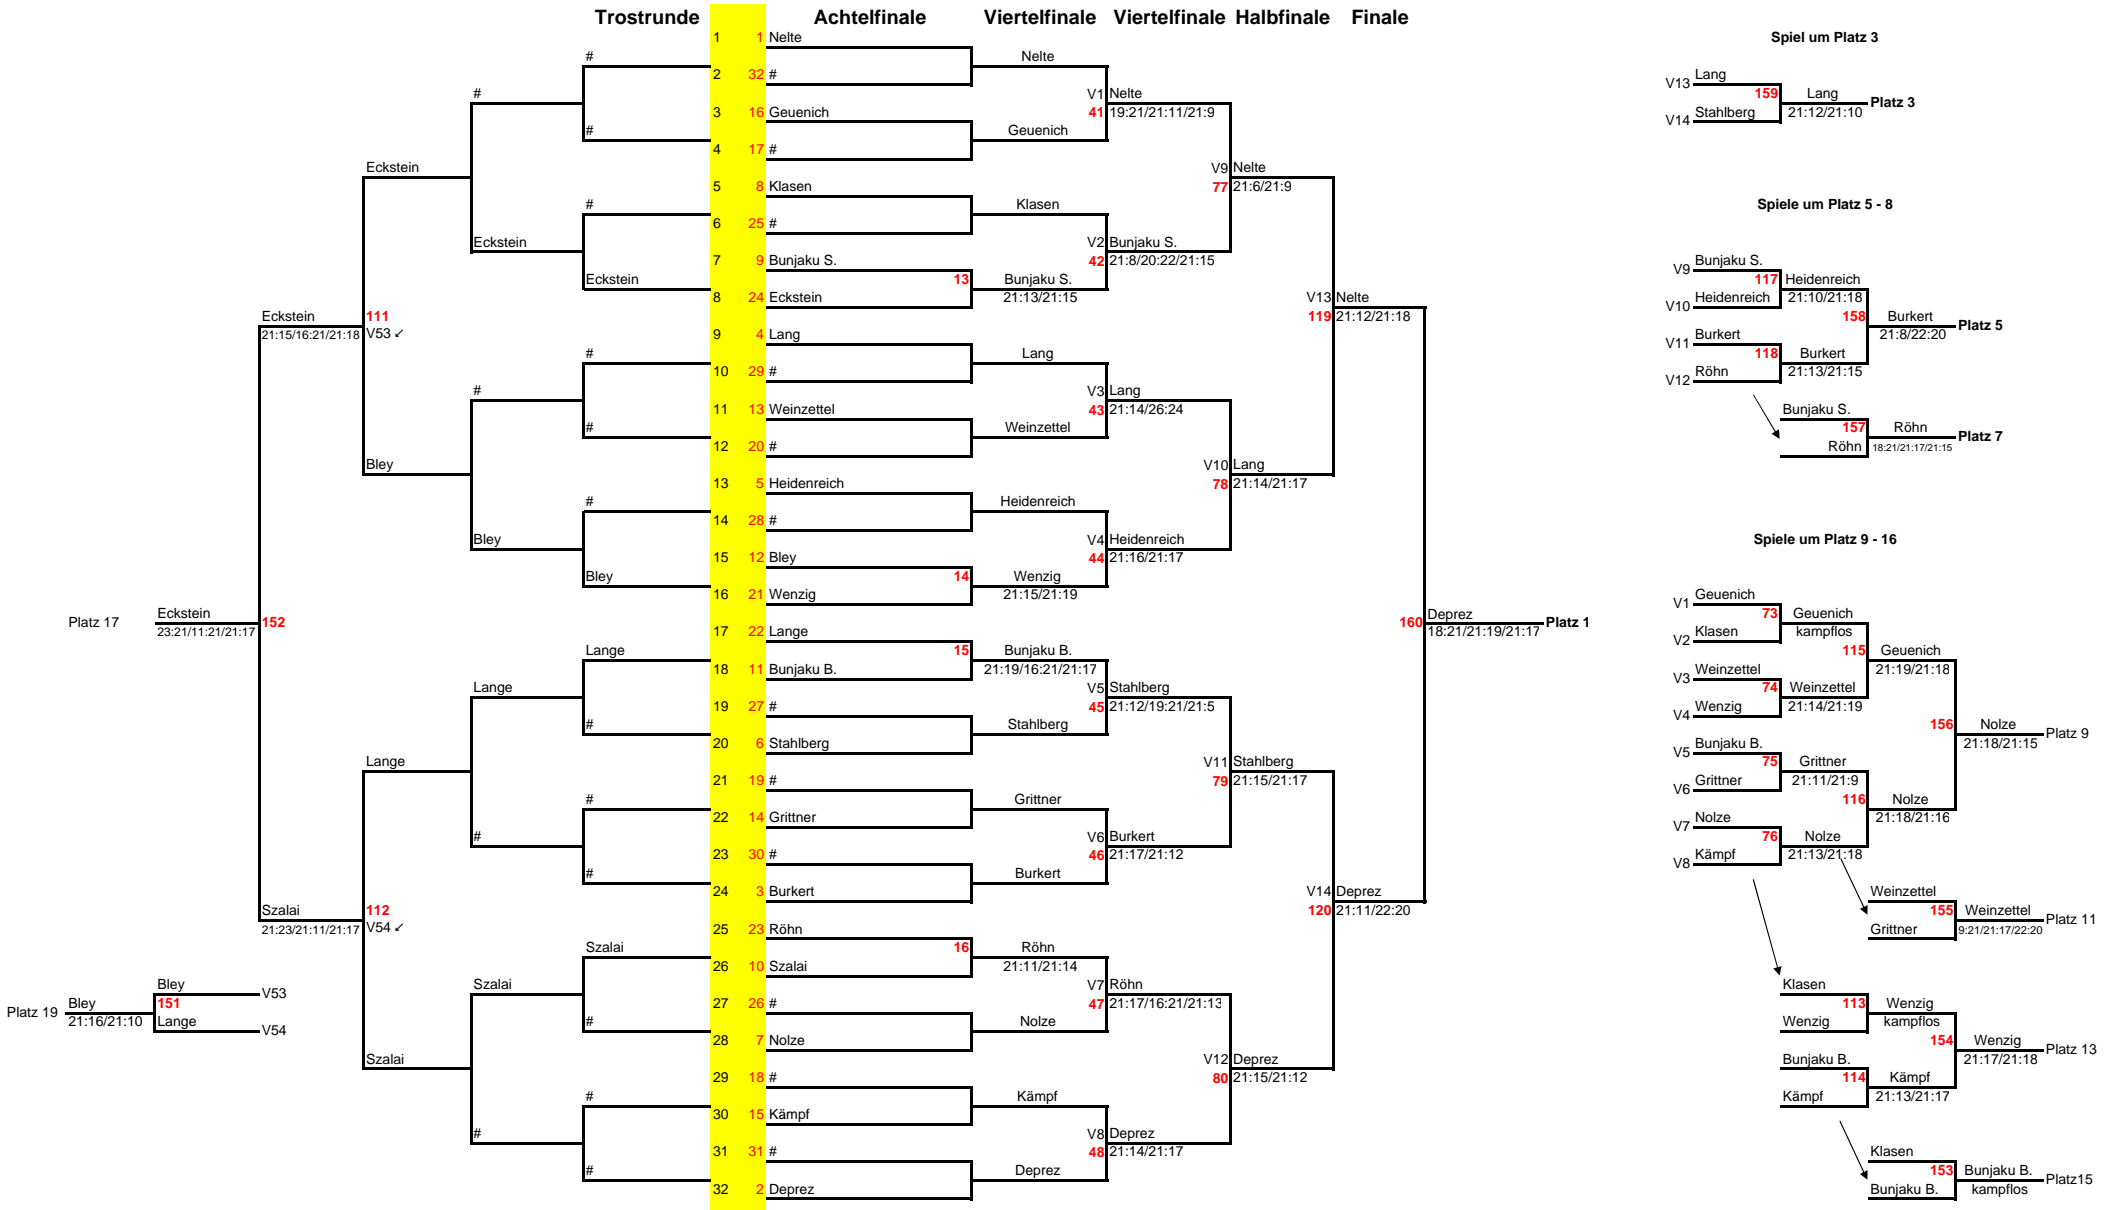 Trostrunde Achtelfinale Viertelfinale Viertelfinale Halbfinale Finale
1 1 Nelte Spiel um Platz 3
# Nelte
2 32 # V13 Lang
# V1 Nelte 159 Lang Platz 3
3 16 Geuenich 41 19:21/21:11/21:9 V14 Stahlberg 21:12/21:10
# Geuenich
4 17 #
Eckstein V9 Nelte
5 8 Klasen 77 21:6/21:9
# Klasen Spiele um Platz 5 - 8
6 25 #
Eckstein V2 Bunjaku S.
7 9 Bunjaku S. 42 21:8/20:22/21:15 V9 Bunjaku S.
Eckstein 13 Bunjaku S. 117 Heidenreich
8 24 Eckstein 21:13/21:15 V13 Nelte V10 Heidenreich 21:10/21:18
Eckstein 111 119 21:12/21:18 158 Burkert Platz 5
21:15/16:21/21:18 V53 ↙ 21:8/22:20
9 4 Lang V11 Burkert
# Lang 118 Burkert
10 29 # V12 Röhn 21:13/21:15
# V3 Lang
11 13 Weinzettel 43 21:14/26:24 Bunjaku S.
# Weinzettel 157 Röhn Platz 7
12 20 # Röhn 18:21/21:17/21:15
Bley V10 Lang
13 5 Heidenreich 78 21:14/21:17
# Heidenreich
14 28 #
Bley V4 Heidenreich Spiele um Platz 9 - 16
15 12 Bley 44 21:16/21:17
Bley 14 Wenzig
16 21 Wenzig 21:15/21:19 V1 Geuenich
Platz 17 Eckstein 152 160 Deprez Platz 1 73 Geuenich
23:21/11:21/21:17 18:21/21:19/21:17 V2 Klasen kampflos
17 22 Lange 115 Geuenich
Lange 15 Bunjaku B. 21:19/21:18
18 11 Bunjaku B. 21:19/16:21/21:17 V3 Weinzettel
Lange V5 Stahlberg 74 Weinzettel
19 27 # 45 21:12/19:21/21:5 V4 Wenzig 21:14/21:19
# Stahlberg 156 Nolze Platz 9
20 6 Stahlberg 21:18/21:15
Lange V11 Stahlberg V5 Bunjaku B.
21 19 # 79 21:15/21:17 75 Grittner
# Grittner V6 Grittner 21:11/21:9
22 14 Grittner 116 Nolze
# V6 Burkert V7 Nolze 21:18/21:16
23 30 # 46 21:17/21:12 76 Nolze
# Burkert V8 Kämpf 21:13/21:18
24 3 Burkert V14 Deprez Weinzettel
Szalai 112 120 21:11/22:20 155 Weinzettel Platz 11
21:23/21:11/21:17 V54 ↙ Grittner 9:21/21:17/22:20
25 23 Röhn
Szalai 16 Röhn
26 10 Szalai 21:11/21:14
Bley V53 Szalai V7 Röhn Klasen
Platz 19 Bley 151 27 26 # 47 21:17/16:21/21:13 113 Wenzig
21:16/21:10 Lange V54 # Nolze Wenzig kampflos
28 7 Nolze 154 Wenzig Platz 13
Szalai V12 Deprez Bunjaku B. 21:17/21:18
29 18 # 80 21:15/21:12 114 Kämpf
# Kämpf Kämpf 21:13/21:17
30 15 Kämpf
# V8 Deprez
31 31 # 48 21:14/21:17 Klasen
# Deprez 153 Bunjaku B. Platz15
32 2 Deprez Bunjaku B. kampflos